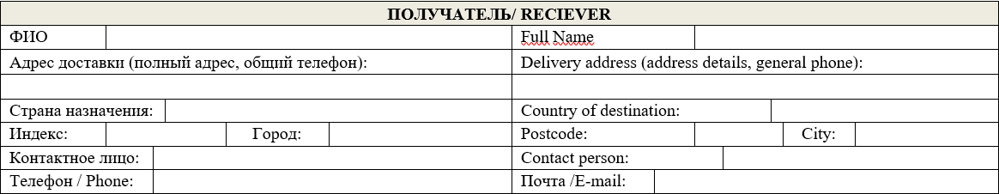 ПОЛУЧАТЕЛЬ/ RECIEVER
ФИО Full Name
Адрес доставки (полный адрес, общий телефон): Delivery address (address details, general phone):
Страна назначения: Country of destination:
Индекс: Город: Postcode: City:
Контактное лицо: Contact person:
Телефон / Phone: Почта /E-mail: